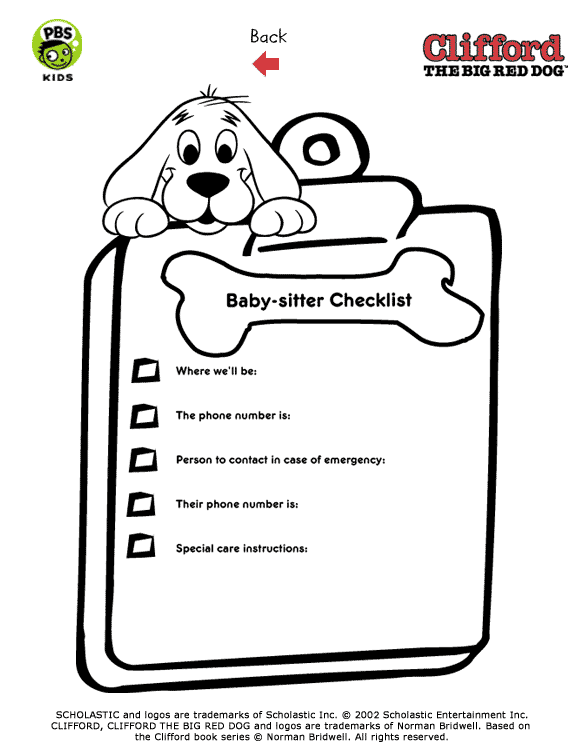 PBS
KIDS
Back
Clifford
THE BIG RED DOG™
Baby-sitter Checklist
Where we'll be:
The phone number is:
Person to contact in case of emergency:
Their phone number is:
Special care instructions:
SCHOLASTIC and logos are trademarks of Scholastic Inc. © 2002 Scholastic Entertainment Inc.
CLIFFORD, CLIFFORD THE BIG RED DOG and logos are trademarks of Norman Bridwell. Based on
the Clifford book series © Norman Bridwell. All rights reserved.